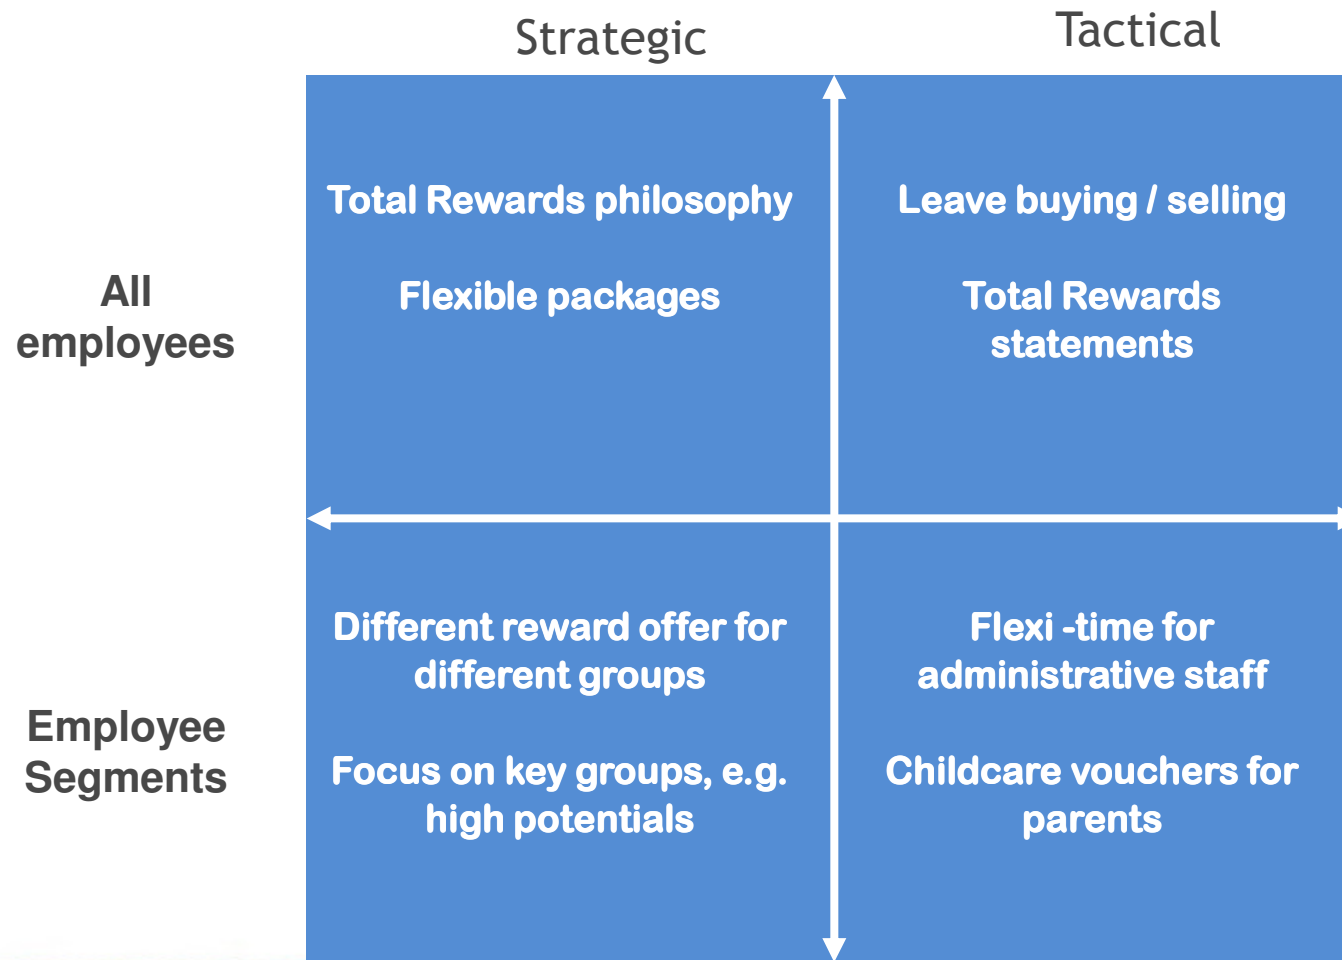 Strategic
Tactical
All
employees
Total Rewards philosophy
Flexible packages
Leave buying / selling
Total Rewards
statements
Employee
Segments
Different reward offer for
different groups
Focus on key groups, e.g.
high potentials
Flexi -time for
administrative staff
Childcare vouchers for
parents